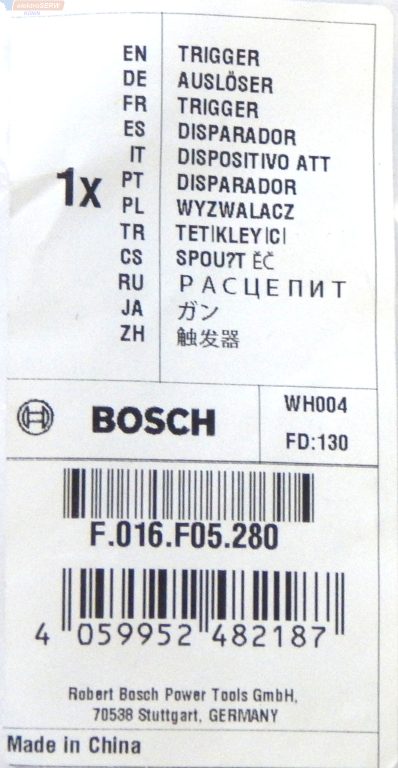 elektroSERW
KONIN
EN TRIGGER
DE AUSLÖSER
FR TRIGGER
ES DISPARADOR
IT DISPOSITIVO ATT
1x PT DISPARADOR
PL WYZWALACZ
TR TETİKLEYİCİ
CS SPOU?T ĚČ
RU РАСЦЕПИТ
JA ガン
ZH 触发器
BOSCH
WH004
FD:130
F.016.F05.280
4 059952 482187
Robert Bosch Power Tools GmbH,
70538 Stuttgart, GERMANY
Made in China